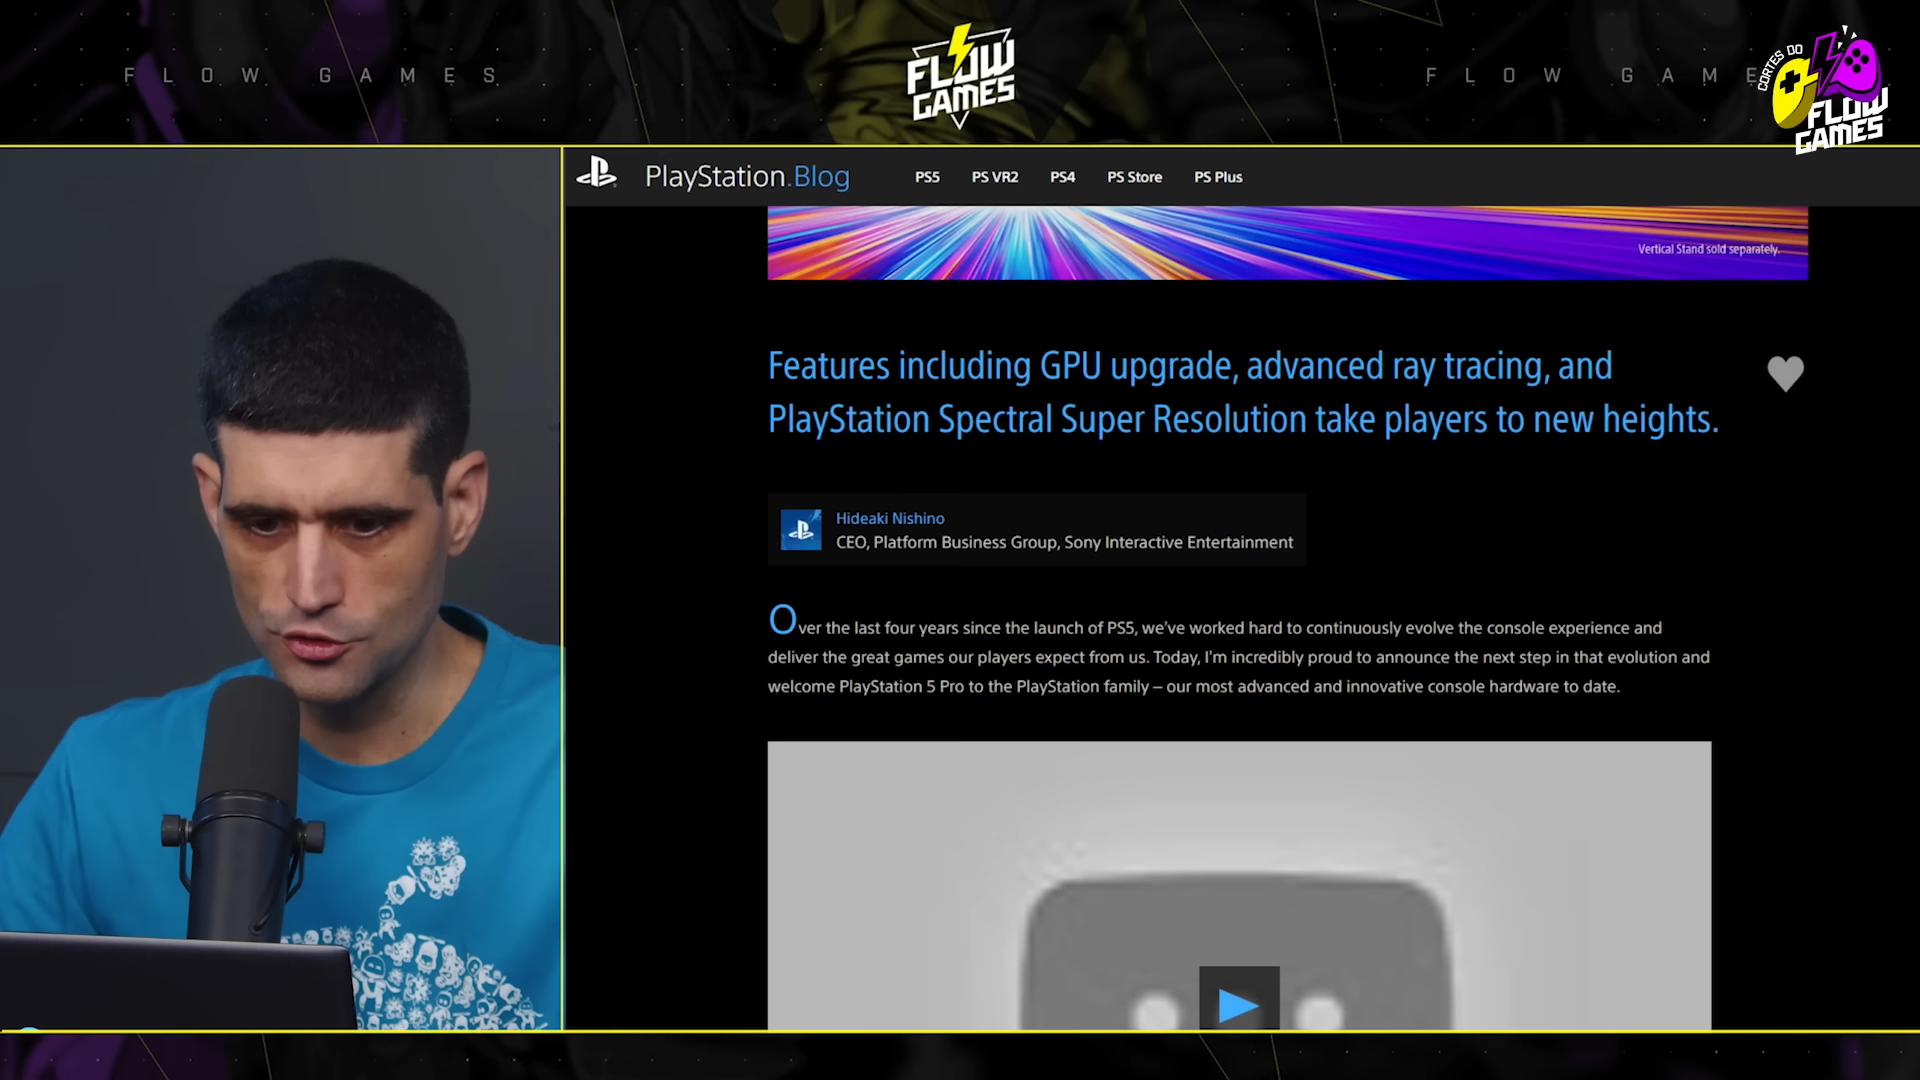 FLOW GAMES
FLOW GAMES
FLOW GAME
CORTES DO
FLOW GAMES
PlayStation.Blog
PS5 PS VR2 PS4 PS Store PS Plus
Vertical Stand sold separately.
Features including GPU upgrade, advanced ray tracing, and
PlayStation Spectral Super Resolution take players to new heights.
Hideaki Nishino
CEO, Platform Business Group, Sony Interactive Entertainment
Over the last four years since the launch of PS5, we've worked hard to continuously evolve the console experience and
deliver the great games our players expect from us. Today, I'm incredibly proud to announce the next step in that evolution and
welcome PlayStation 5 Pro to the PlayStation family – our most advanced and innovative console hardware to date.